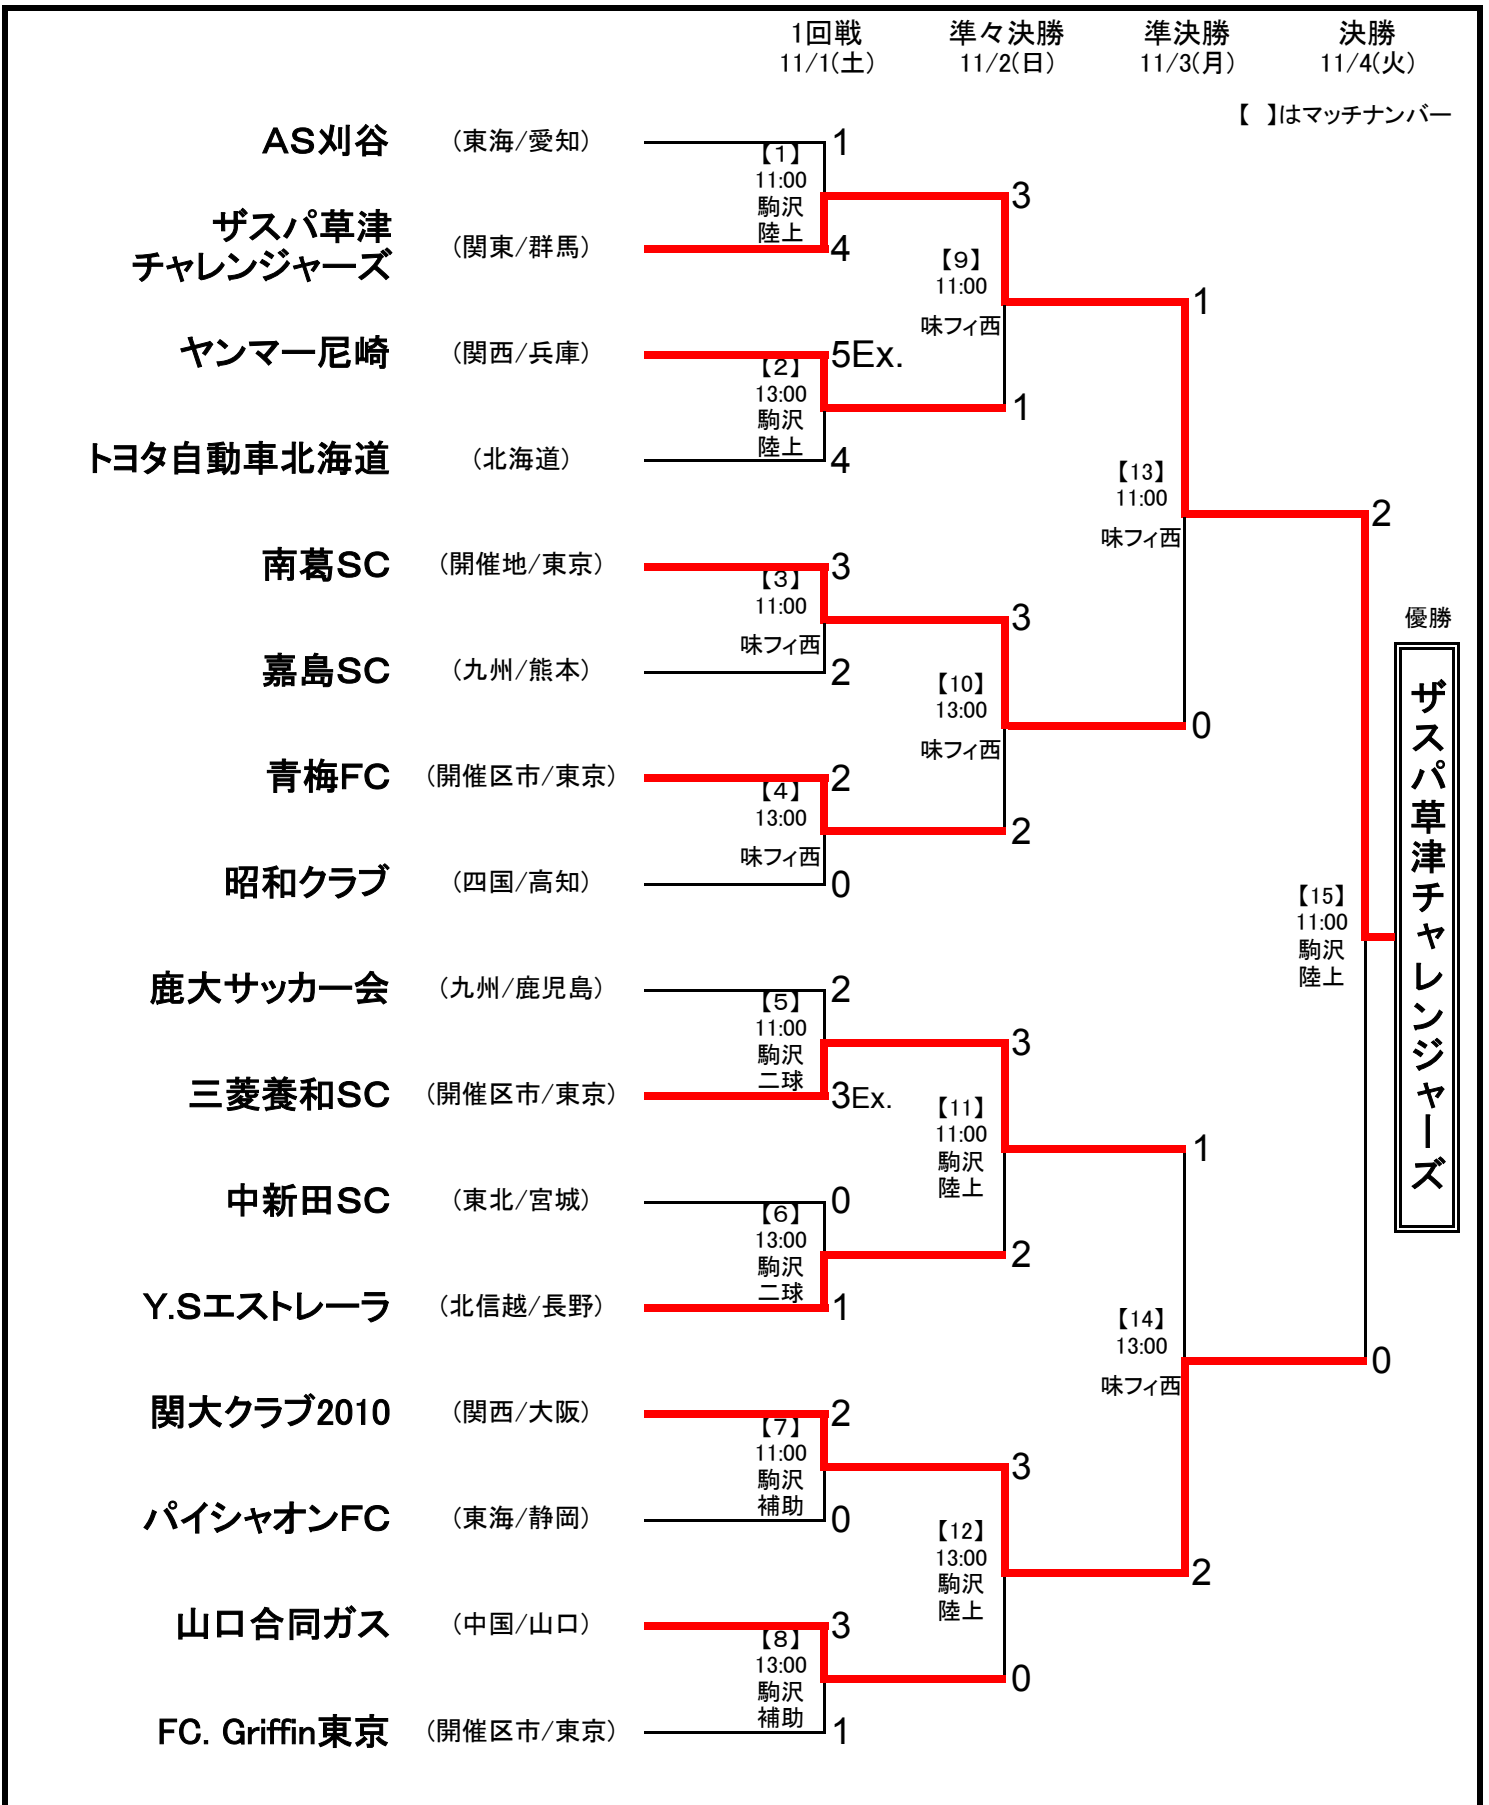 1回戦 準々決勝 準決勝 決勝
11/1(土) 11/2(日) 11/3(月) 11/4(火)
【 】はマッチナンバー
AS刈谷 (東海/愛知) 1
【1】
11:00
駒沢
陸上
3
ザスパ草津
チャレンジャーズ (関東/群馬) 4
【9】
11:00
味フィ西
1
ヤンマー尼崎 (関西/兵庫) 5Ex.
【2】
13:00
駒沢
陸上
1
トヨタ自動車北海道 (北海道) 4
【13】
11:00
味フィ西
2
南葛SC (開催地/東京) 3
【3】
11:00
味フィ西
3
嘉島SC (九州/熊本) 2
【10】
13:00
味フィ西
0
青梅FC (開催区市/東京) 2
【4】
13:00
味フィ西
2
昭和クラブ (四国/高知) 0
【15】
11:00
駒沢
陸上
優勝
ザスパ草津チャレンジャーズ
鹿大サッカー会 (九州/鹿児島) 2
【5】
11:00
駒沢
二球
3
三菱養和SC (開催区市/東京) 3Ex.
【11】
11:00
駒沢
陸上
1
中新田SC (東北/宮城) 0
【6】
13:00
駒沢
二球
2
Y.Sエストレーラ (北信越/長野) 1
【14】
13:00
味フィ西
0
関大クラブ2010 (関西/大阪) 2
【7】
11:00
駒沢
補助
3
パイシャオンFC (東海/静岡) 0
【12】
13:00
駒沢
陸上
2
山口合同ガス (中国/山口) 3
【8】
13:00
駒沢
補助
0
FC. Griffin東京 (開催区市/東京) 1